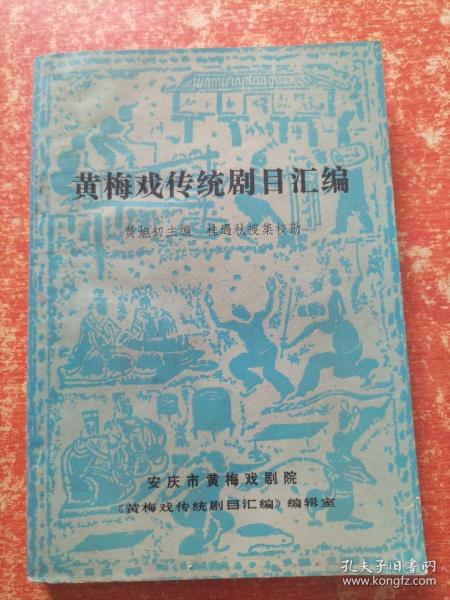 黄梅戏传统剧目汇编
黄旭初主编 桂遇秋搜集校勘
安庆市黄梅戏剧院
《黄梅戏传统剧目汇编》编辑室
孔夫子旧书网
www.kongfz.com